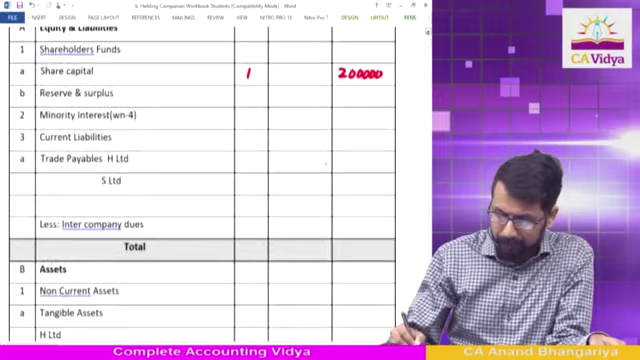 6. Holding Companies Workbook Students (Compatibility Mode) - Word
FILE INSERT DESIGN PAGE LAYOUT REFERENCES MAILINGS REVIEW VIEW NITRO PRO 13 Nitro Pro 7 DESIGN LAYOUT PENS
A Equity & Liabilities
1 Shareholders Funds
a Share capital 1 200000
b Reserve & surplus
2 Minority Interest(wn-4)
3 Current Liabilities
a Trade Payables H Ltd
S Ltd
Less: Inter company dues
Total
B Assets
1 Non Current Assets
a Tangible Assets
H Ltd
CA Vidya
Complete Accounting Vidya
CA Anand Bhangariya